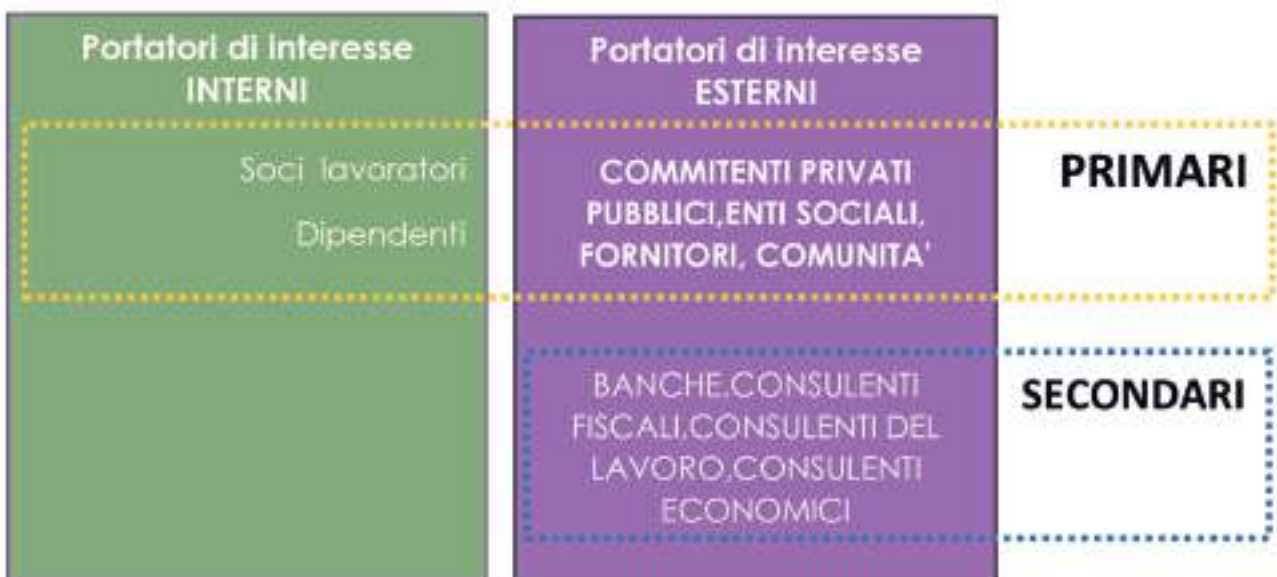 Portatori di interesse
INTERNI
Soci lavoratori
Dipendenti
Portatori di interesse
ESTERNI
COMMITENTI PRIVATI
PUBBLICI,ENTI SOCIALI,
FORNITORI, COMUNITA'
PRIMARI
BANCHE,CONSULENTI
FISCALI,CONSULENTI DEL
LAVORO,CONSULENTI
ECONOMICI
SECONDARI